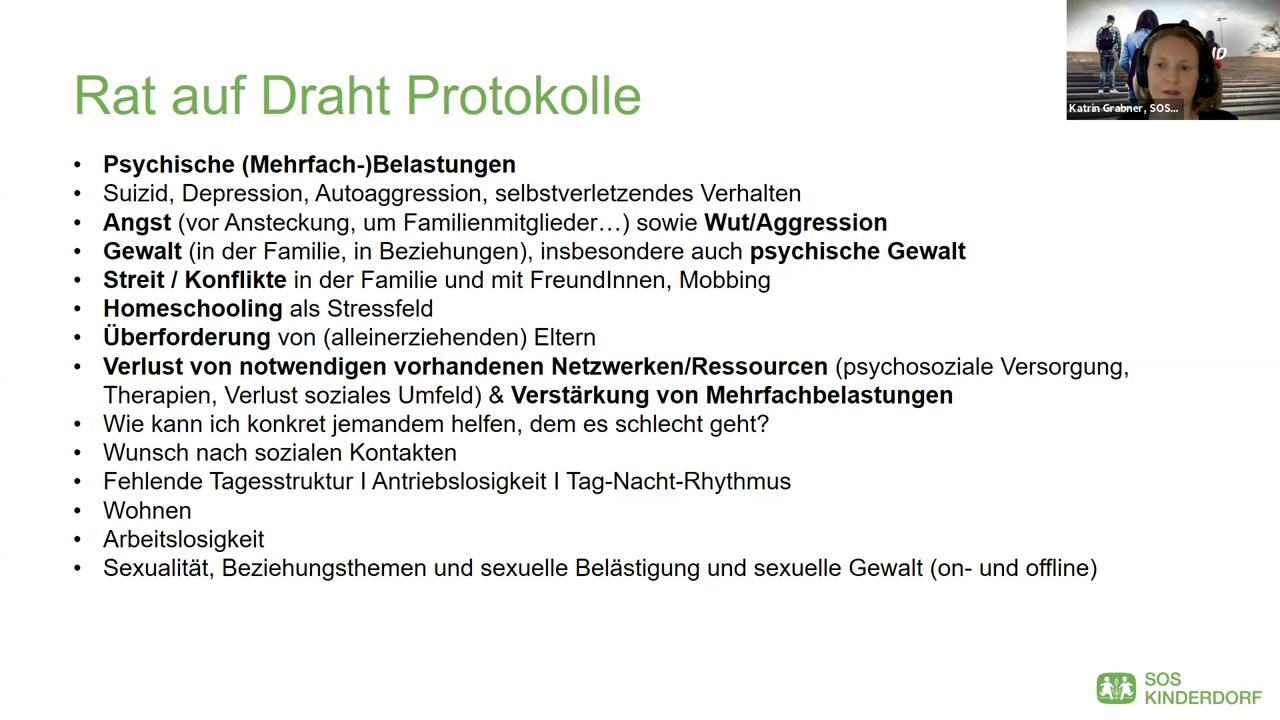 Rat auf Draht Protokolle
Katrin Grabner, SOS...
• Psychische (Mehrfach-)Belastungen
• Suizid, Depression, Autoaggression, selbstverletzendes Verhalten
• Angst (vor Ansteckung, um Familienmitglieder…) sowie Wut/Aggression
• Gewalt (in der Familie, in Beziehungen), insbesondere auch psychische Gewalt
• Streit / Konflikte in der Familie und mit FreundInnen, Mobbing
• Homeschooling als Stressfeld
• Überforderung von (alleinerziehenden) Eltern
• Verlust von notwendigen vorhandenen Netzwerken/Ressourcen (psychosoziale Versorgung,
Therapien, Verlust soziales Umfeld) & Verstärkung von Mehrfachbelastungen
• Wie kann ich konkret jemandem helfen, dem es schlecht geht?
• Wunsch nach sozialen Kontakten
• Fehlende Tagesstruktur I Antriebslosigkeit I Tag-Nacht-Rhythmus
• Wohnen
• Arbeitslosigkeit
• Sexualität, Beziehungsthemen und sexuelle Belästigung und sexuelle Gewalt (on- und offline)
SOS
KINDERDORF